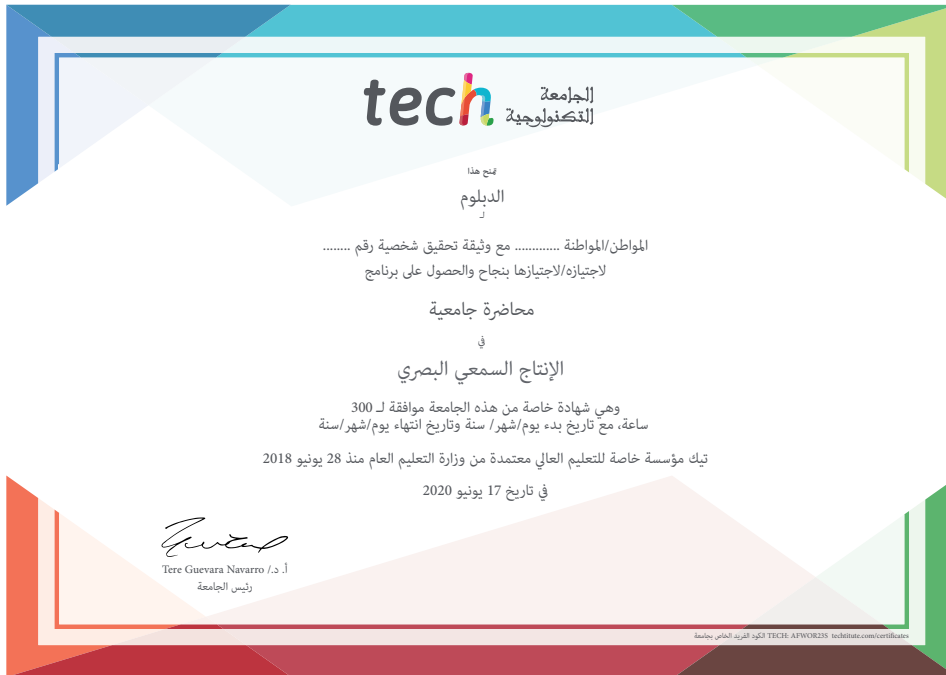 tech الجامعة
التكنولوجية
يمنح هذا
الدبلوم
لـ
المواطن/المواطنة ............ مع وثيقة تحقيق شخصية رقم ........
لاجتيازه/لاجتيازها بنجاح والحصول على برنامج
محاضرة جامعية
في
الإنتاج السمعي البصري
وهي شهادة خاصة من هذه الجامعة موافقة لـ 300
ساعة، مع تاريخ بدء يوم/شهر/ سنة وتاريخ انتهاء يوم/شهر/سنة
تيك مؤسسة خاصة للتعليم العالي معتمدة من وزارة التعليم العام منذ 28 يونيو 2018
في تاريخ 17 يونيو 2020
أ. د./ Tere Guevara Navarro
رئيس الجامعة
الكود الفريد الخاص بجامعة TECH: AFWOR23S techtitute.com/certificates